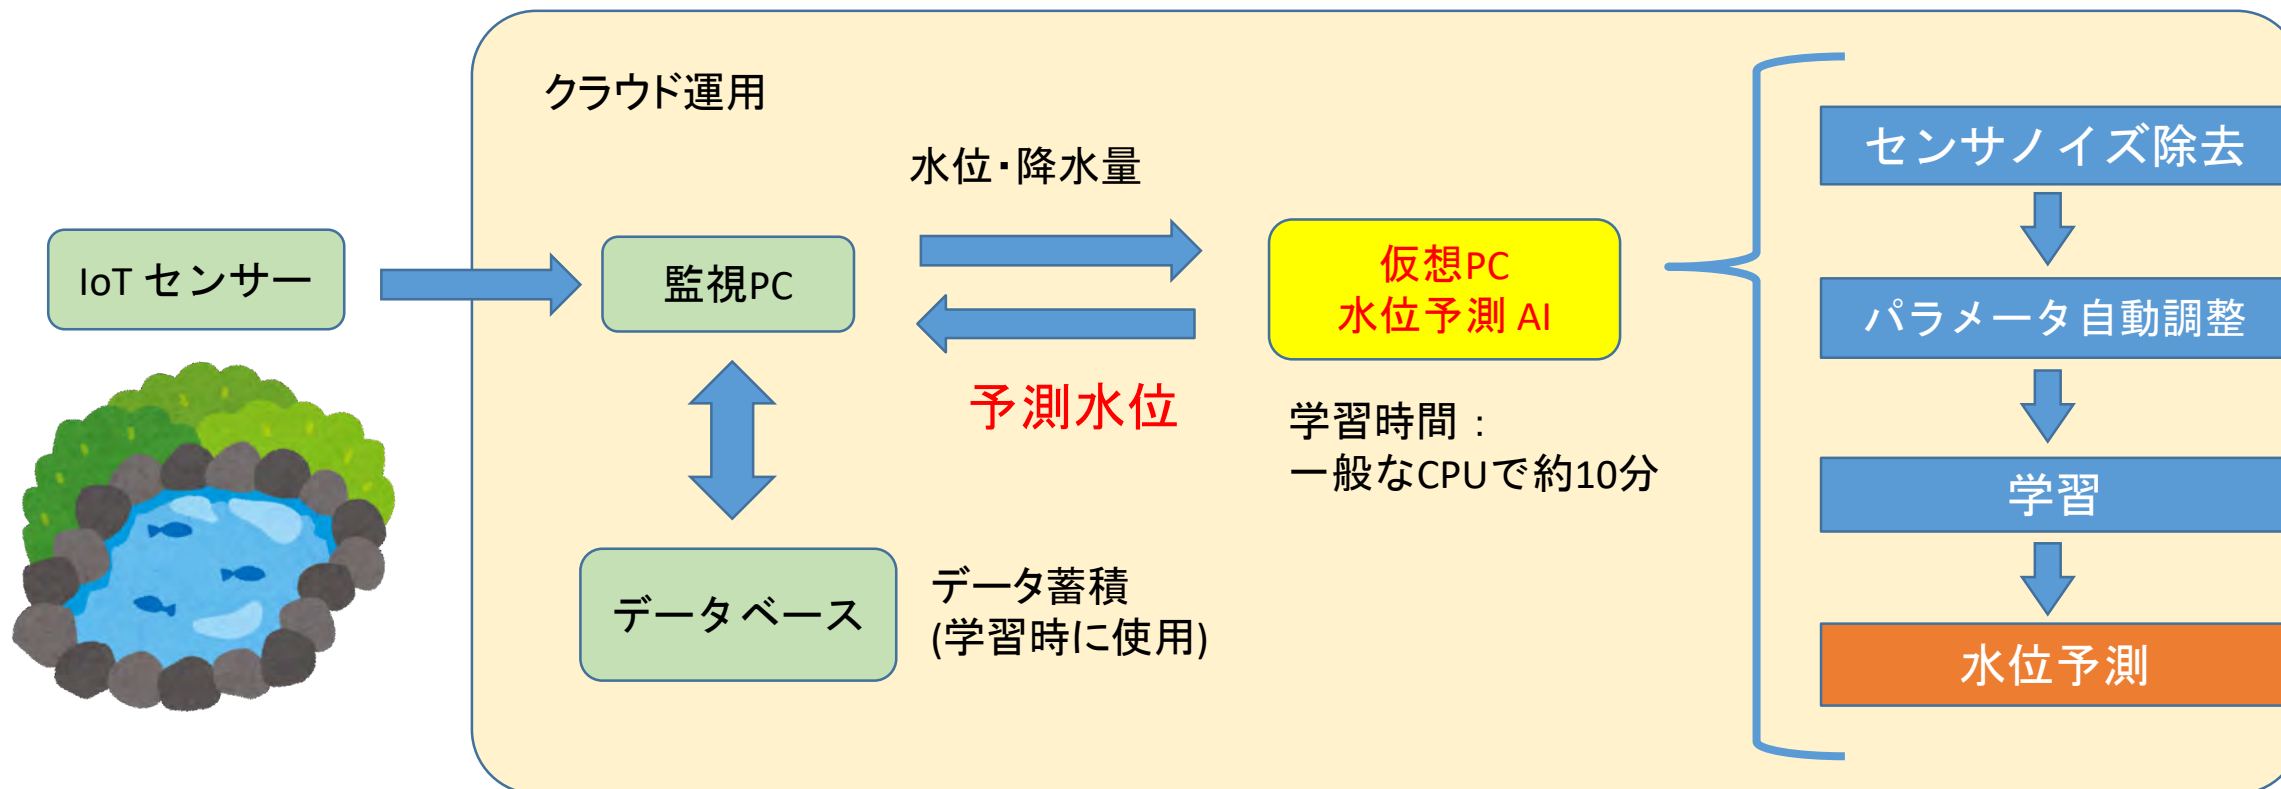 クラウド運用
水位・降水量
IoT センサー
監視PC
仮想PC
水位予測 AI
予測水位
学習時間：
一般なCPUで約10分
データベース
データ蓄積
(学習時に使用)
センサノイズ除去
パラメータ自動調整
学習
水位予測